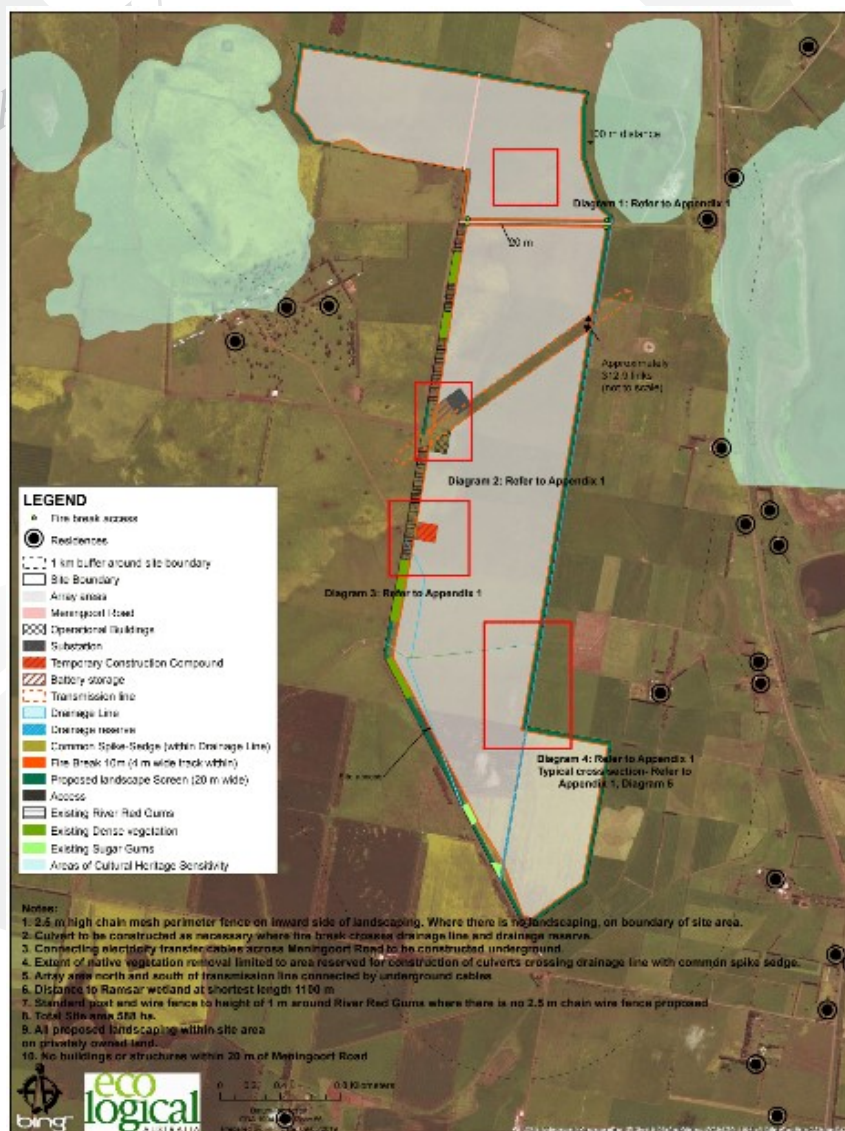 100 m distance
Diagram 1: Refer to Appendix 1
20 m
Approximately
312.9 links
(not to scale)
Diagram 2: Refer to Appendix 1
LEGEND
Fire break access
Residences
1 km buffer around site boundary
Site Boundary
Array areas
Meningoort Road
Operational Buildings
Substation
Temporary Construction Compound
Battery storage
Transmission line
Drainage Line
Drainage reserve
Common Spike-Sedge (within Drainage Line)
Fire Break 10m (4 m wide track within)
Proposed landscape Screen (20 m wide)
Access
Existing River Red Gums
Existing Dense vegetation
Existing Sugar Gums
Areas of Cultural Heritage Sensitivity
Diagram 3: Refer to Appendix 1
Diagram 4: Refer to Appendix 1
Typical cross section- Refer to
Appendix 1, Diagram 5
Notes:
1. 2.5 m high chain mesh perimeter fence on inward side of landscaping. Where there is no landscaping, on boundary of site area.
2. Culvert to be constructed as necessary where fire break crosses drainage line and drainage reserve.
3. Connecting electricity transfer cables across Meningoort Road to be constructed underground.
4. Extent of native vegetation removal limited to area reserved for construction of culverts crossing drainage line with common spike sedge.
5. Array area north and south of transmission line connected by underground cables
6. Distance to Ramsar wetland at shortest length 1100 m
7. Standard post and wire fence to height of 1 m around River Red Gums where there is no 2.5 m chain wire fence proposed
8. Total Site area 588 ha.
9. All proposed landscaping within site area
on privately owned land.
10. No buildings or structures within 20 m of Meningoort Road
bing
eco
logical
AUSTRALIA
0 0.2 0.4 0.8 Kilometers